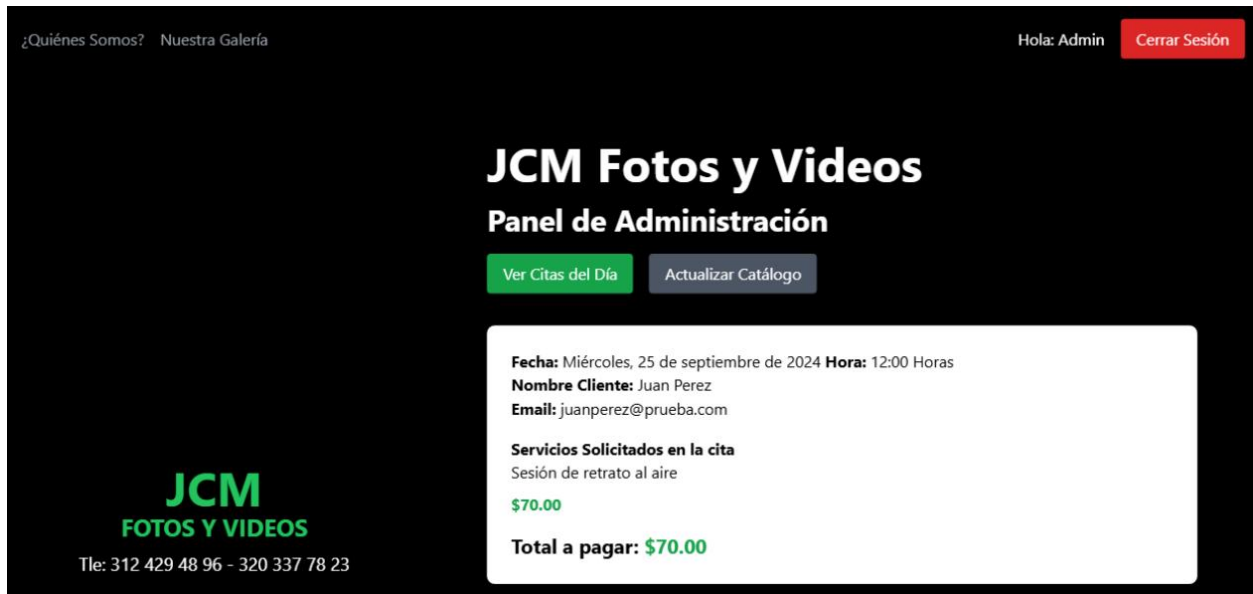 ¿Quiénes Somos? Nuestra Galería
Hola: Admin Cerrar Sesión
JCM Fotos y Videos
Panel de Administración
Ver Citas del Día Actualizar Catálogo
Fecha: Miércoles, 25 de septiembre de 2024 Hora: 12:00 Horas
Nombre Cliente: Juan Perez
Email: juanperez@prueba.com
Servicios Solicitados en la cita
Sesión de retrato al aire
$70.00
Total a pagar: $70.00
JCM
FOTOS Y VIDEOS
Tle: 312 429 48 96 - 320 337 78 23